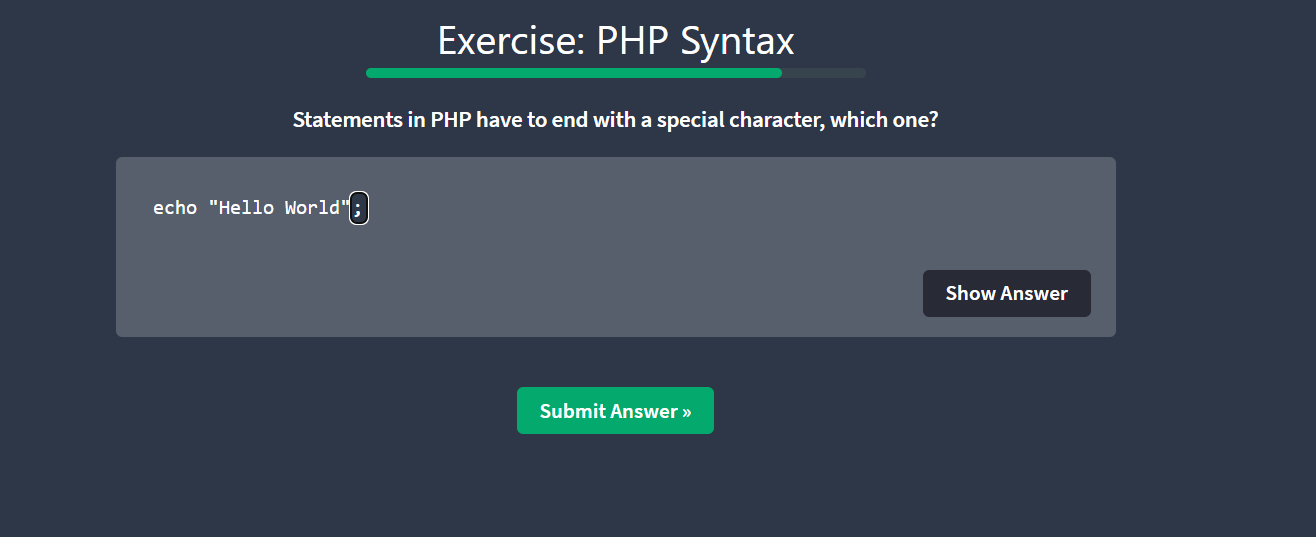 Exercise: PHP Syntax
Statements in PHP have to end with a special character, which one?
echo "Hello World";
Show Answer
Submit Answer »